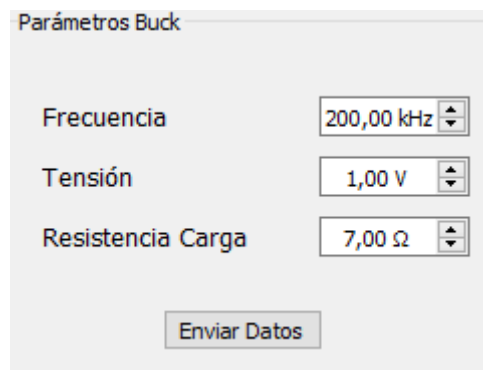 Parámetros Buck
Frecuencia 200,00 kHz
Tensión 1,00 V
Resistencia Carga 7,00 Ω
Enviar Datos